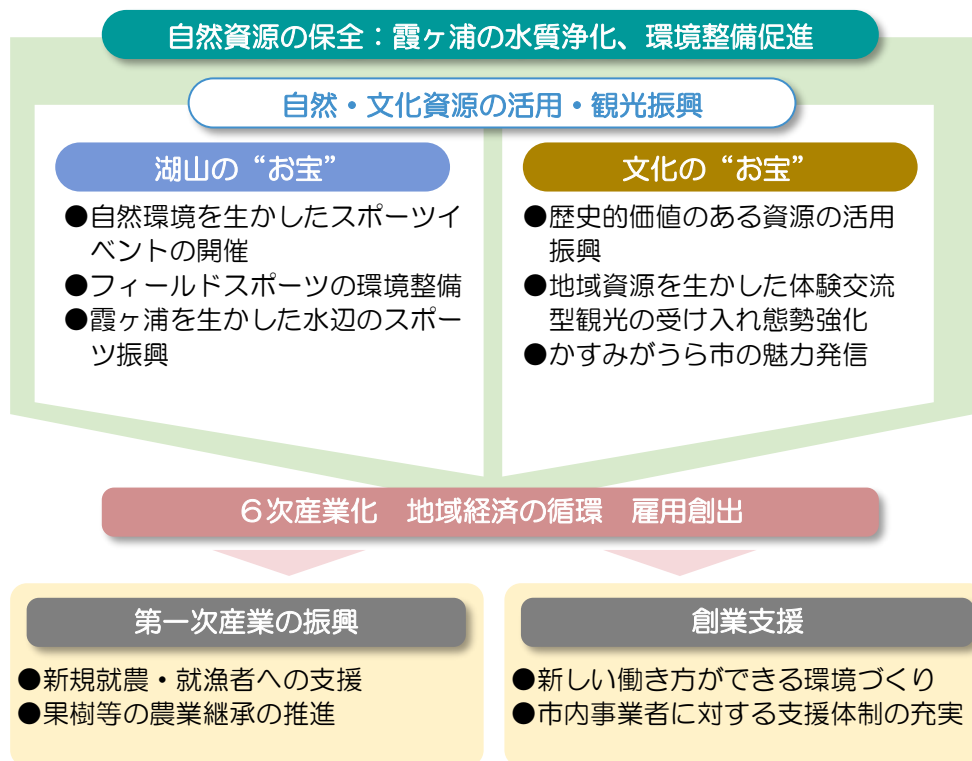 自然資源の保全：霞ヶ浦の水質浄化、環境整備促進
自然・文化資源の活用・観光振興
湖山の“お宝”
●自然環境を生かしたスポーツイ
ベントの開催
●フィールドスポーツの環境整備
●霞ヶ浦を生かした水辺のスポー
ツ振興
文化の“お宝”
●歴史的価値のある資源の活用
振興
●地域資源を生かした体験交流
型観光の受け入れ態勢強化
●かすみがうら市の魅力発信
６次産業化　地域経済の循環　雇用創出
第一次産業の振興
●新規就農・就漁者への支援
●果樹等の農業継承の推進
創業支援
●新しい働き方ができる環境づくり
●市内事業者に対する支援体制の充実